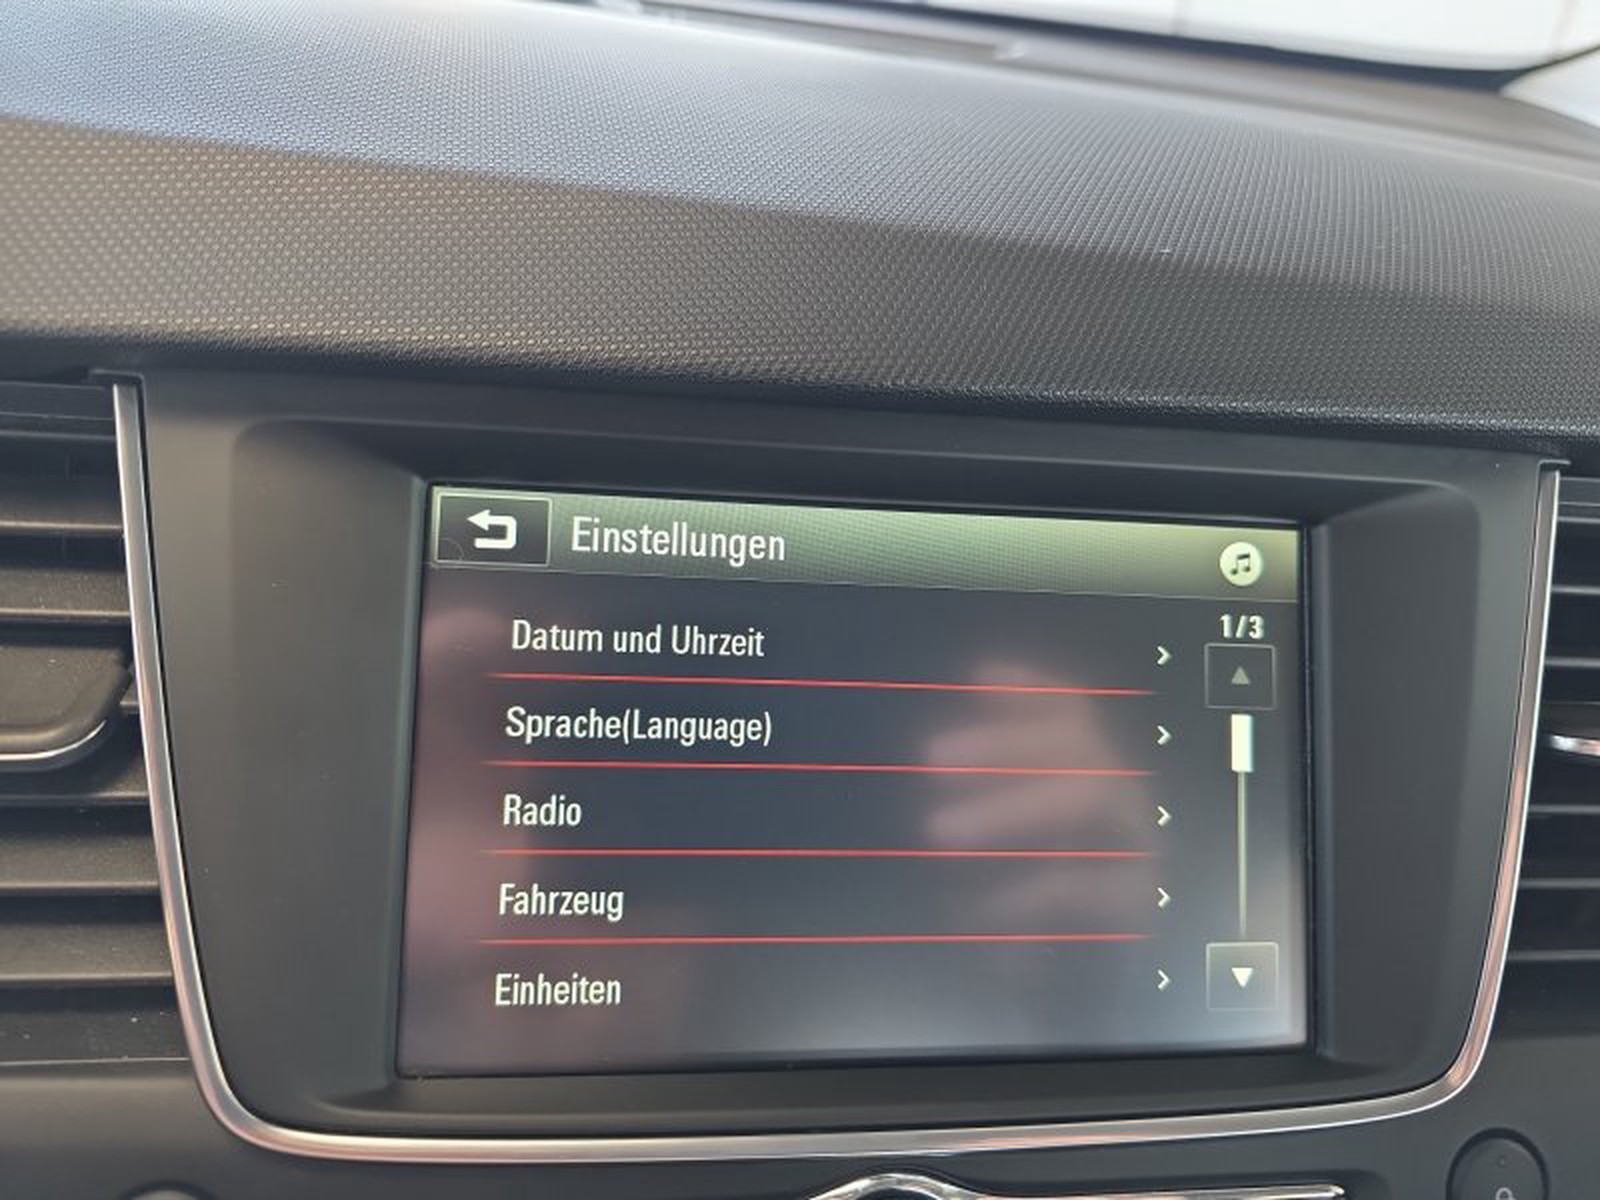 Einstellungen
1/3
Datum und Uhrzeit
Sprache(Language)
Radio
Fahrzeug
Einheiten